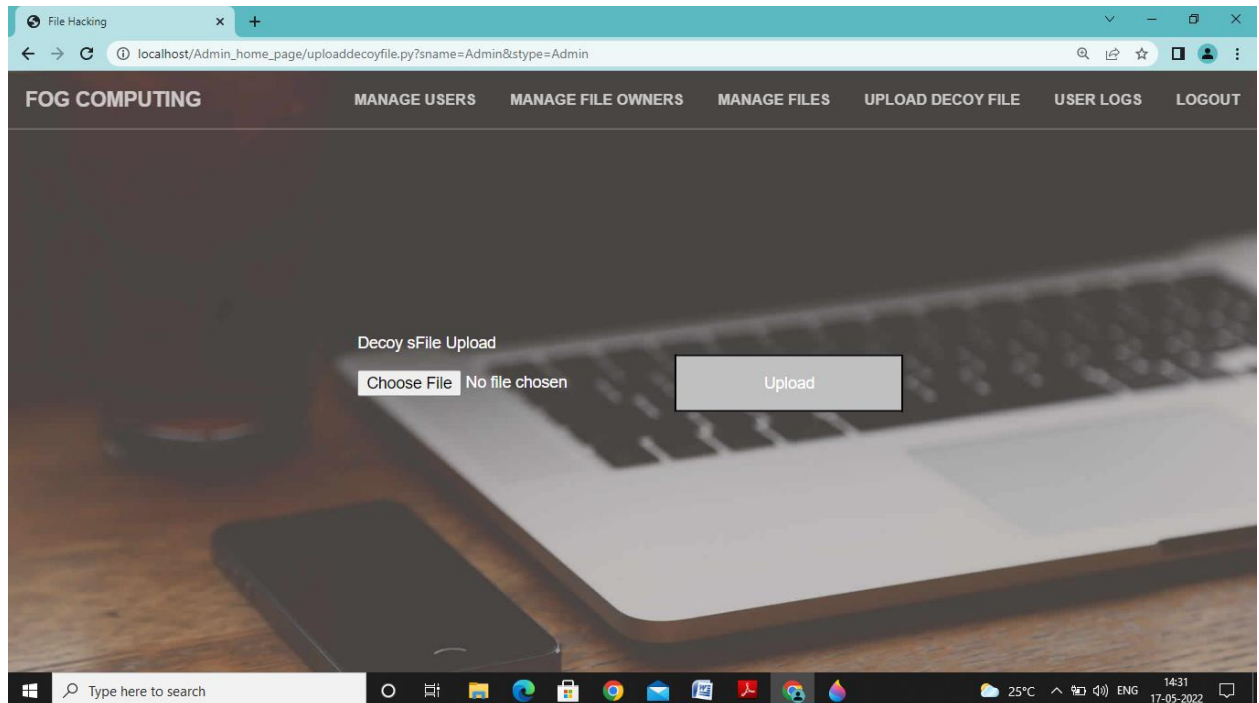 File Hacking
localhost/Admin_home_page/uploaddecoyfile.py?sname=Admin&stype=Admin
FOG COMPUTING MANAGE USERS MANAGE FILE OWNERS MANAGE FILES UPLOAD DECOY FILE USER LOGS LOGOUT
Decoy sFile Upload
Choose File No file chosen Upload
Type here to search 25°C ENG 14:31
17-05-2022